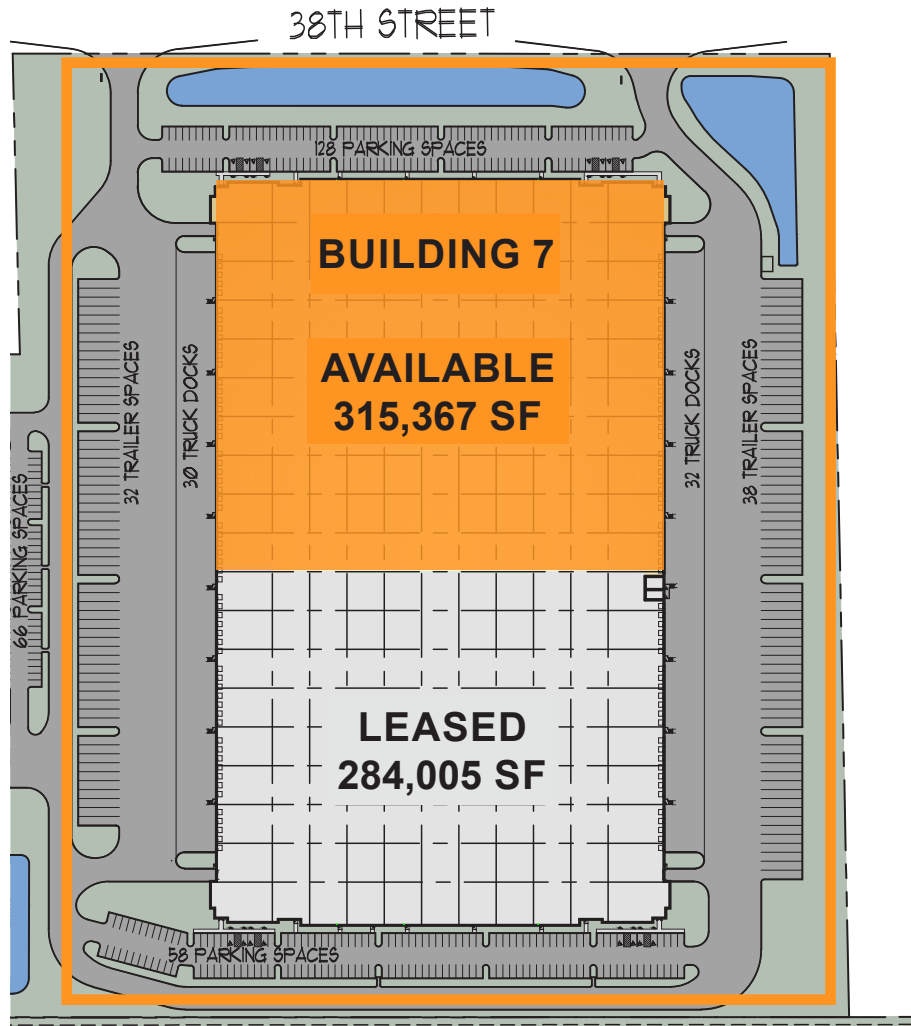 38TH STREET
128 PARKING SPACES
BUILDING 7
AVAILABLE
315,367 SF
32 TRAILER SPACES
30 TRUCK DOCKS
32 TRUCK DOCKS
38 TRAILER SPACES
66 PARKING SPACES
LEASED
284,005 SF
58 PARKING SPACES